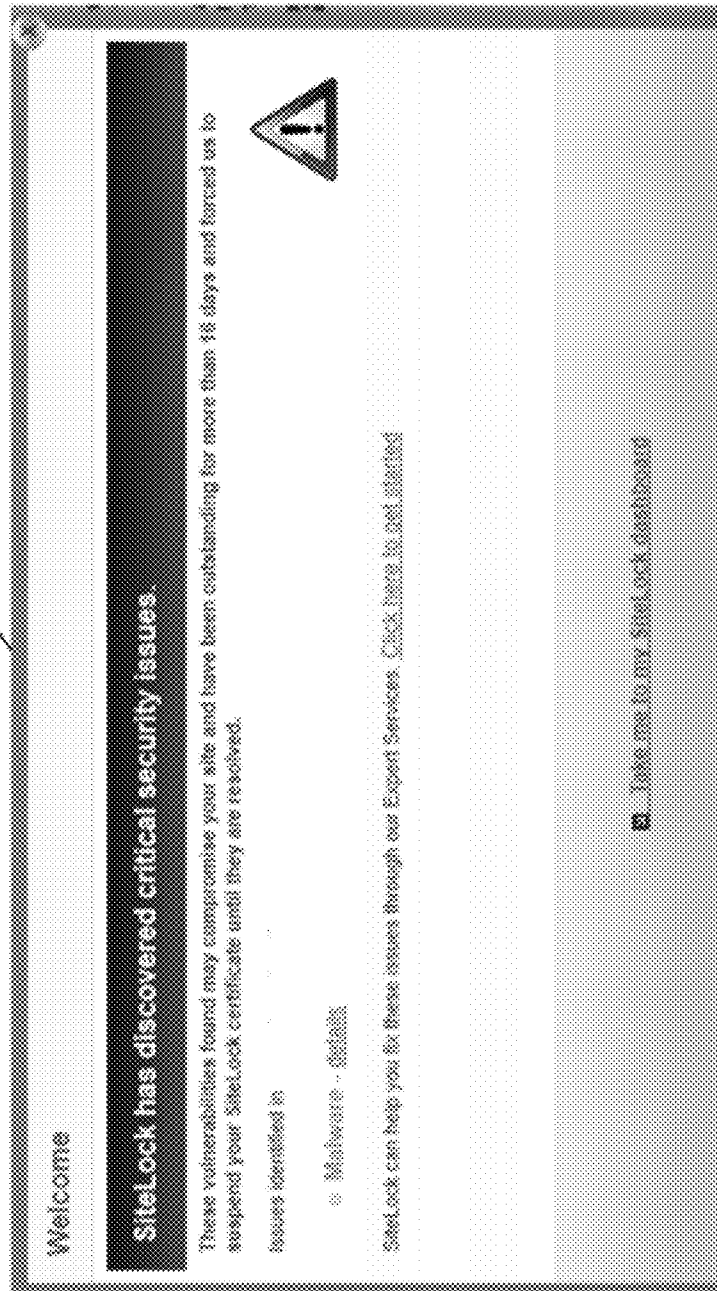 Welcome
SiteLock has discovered critical security issues.
These vulnerabilities found may compromise your site and have been outstanding for more than 16 days and forced us to
suspend your SiteLock certificate until they are resolved.
Issues identified in
Malware - details
SiteLock can help you fix these issues through our Expert Services. Click here to get started
Take me to my SiteLock dashboard